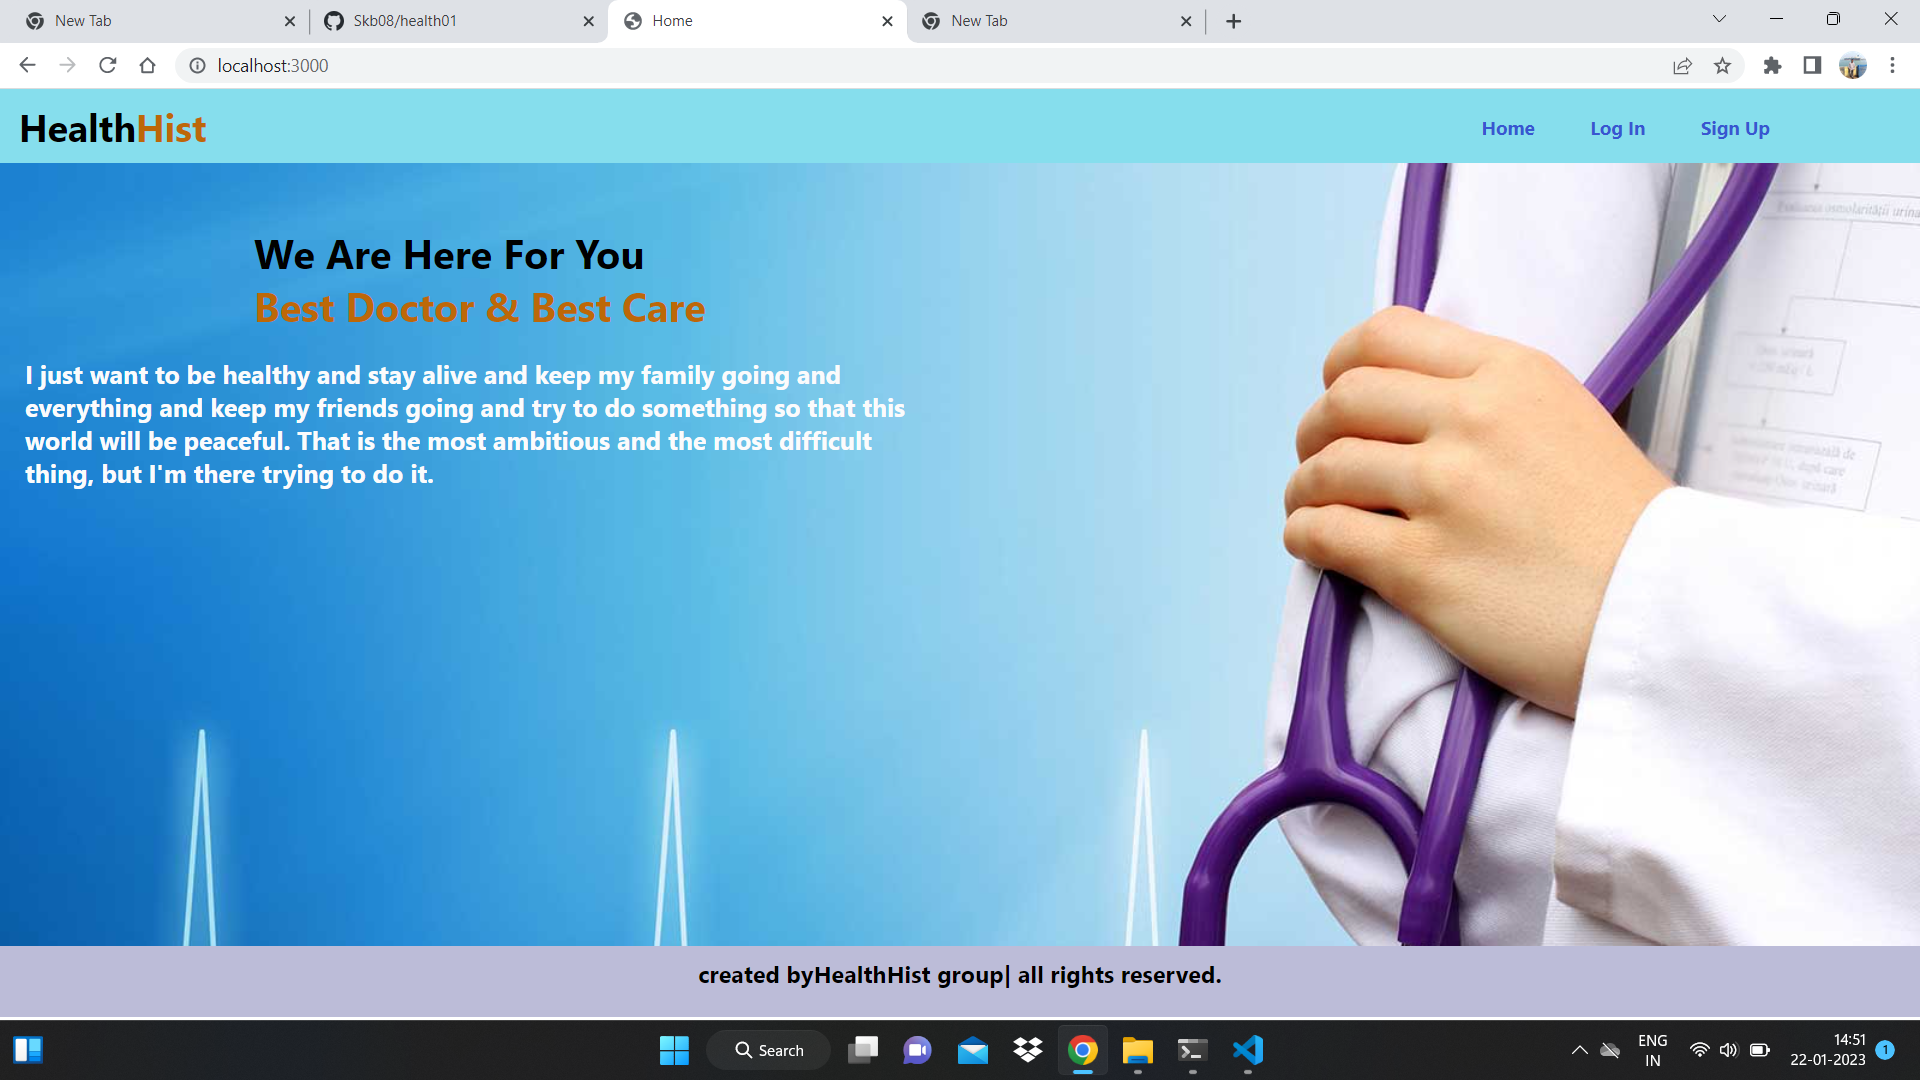 New Tab
Skb08/health01
Home
New Tab
localhost:3000
HealthHist
Home
Log In
Sign Up
We Are Here For You
Best Doctor & Best Care
I just want to be healthy and stay alive and keep my family going and
everything and keep my friends going and try to do something so that this
world will be peaceful. That is the most ambitious and the most difficult
thing, but I'm there trying to do it.
created byHealthHist group| all rights reserved.
Search
ENG
IN
14:51
22-01-2023
1